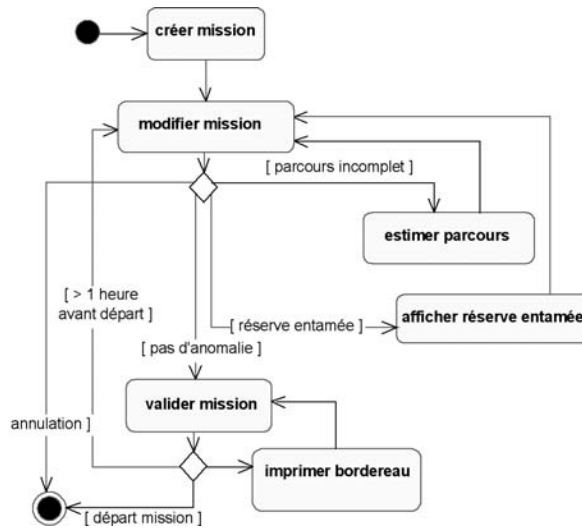 créer mission
modifier mission
[ parcours incomplet ]
estimer parcours
[ > 1 heure
avant départ ]
[ réserve entamée ]
afficher réserve entamée
[ pas d'anomalie ]
valider mission
annulation ]
imprimer bordereau
[ départ mission ]